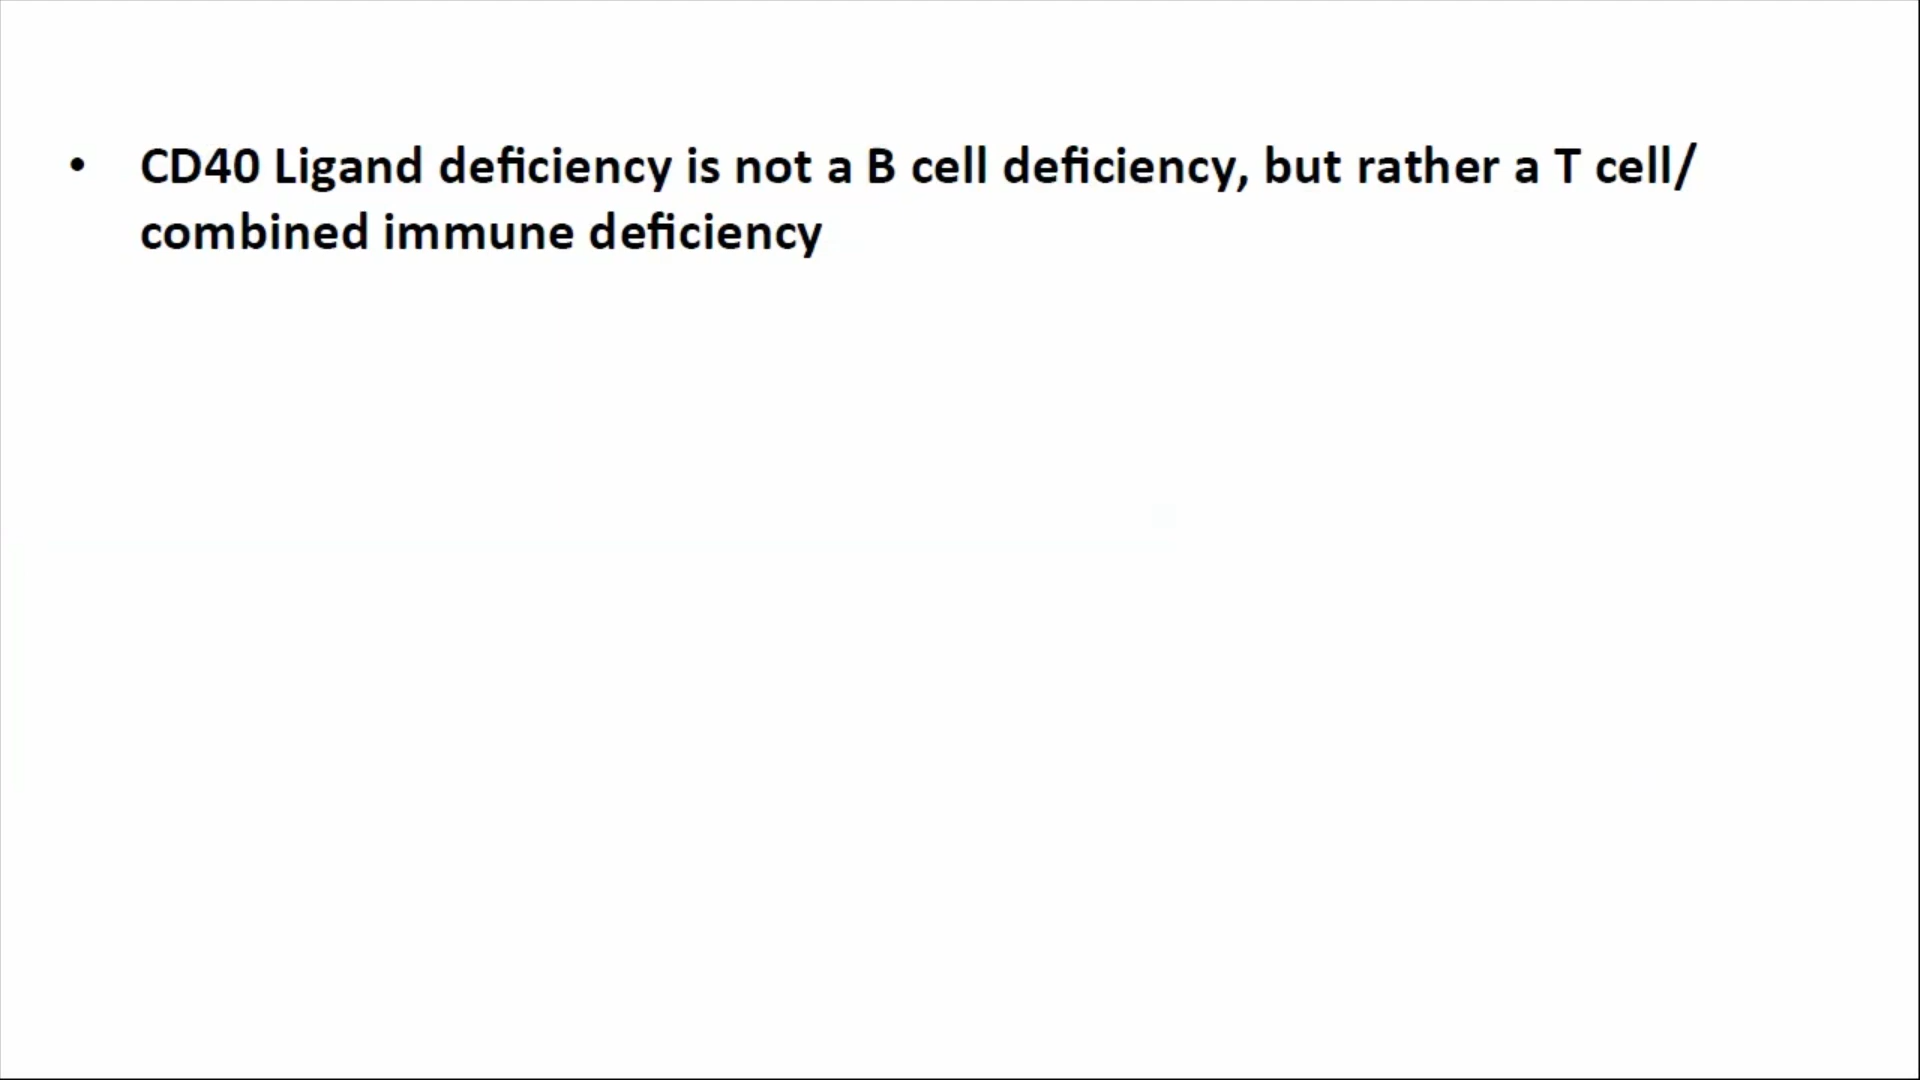 • CD40 Ligand deficiency is not a B cell deficiency, but rather a T cell/
combined immune deficiency